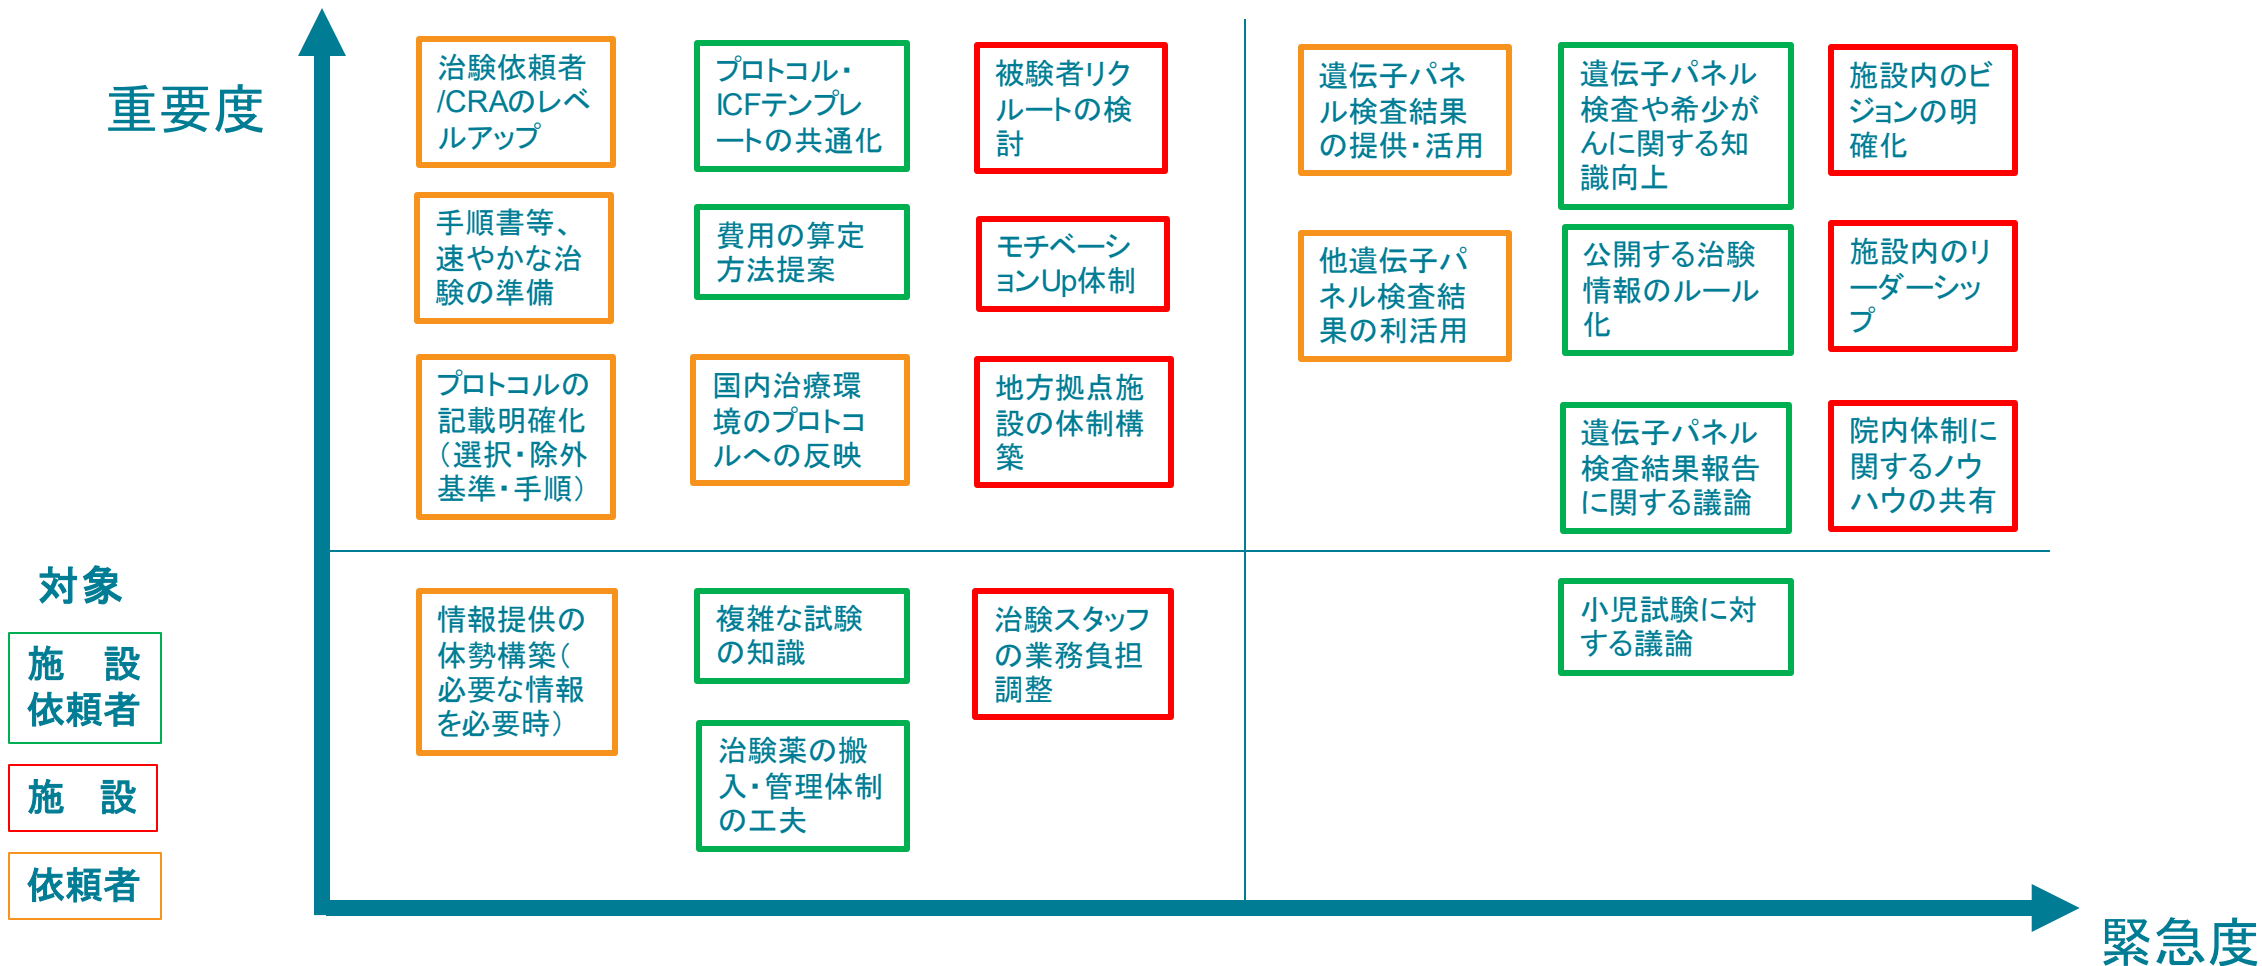 重要度
治験依頼者
/CRAのレベ
ルアップ
プロトコル・
ICFテンプレ
ートの共通化
被験者リク
ルートの検
討
遺伝子パネ
ル検査結果
の提供・活用
遺伝子パネル
検査や希少が
んに関する知
識向上
施設内のビ
ジョンの明
確化
手順書等、
速やかな治
験の準備
費用の算定
方法提案
モチベーシ
ョンUp体制
他遺伝子パ
ネル検査結
果の利活用
公開する治験
情報のルール
化
施設内のリ
ーダーシッ
プ
プロトコルの
記載明確化
（選択・除外
基準・手順）
国内治療環
境のプロトコ
ルへの反映
地方拠点施
設の体制構
築
遺伝子パネル
検査結果報告
に関する議論
院内体制に
関するノウ
ハウの共有
情報提供の
体勢構築（
必要な情報
を必要時）
複雑な試験
の知識
治験スタッフ
の業務負担
調整
小児試験に対
する議論
治験薬の搬
入・管理体制
の工夫
対象
施　設
依頼者
施　設
依頼者
緊急度